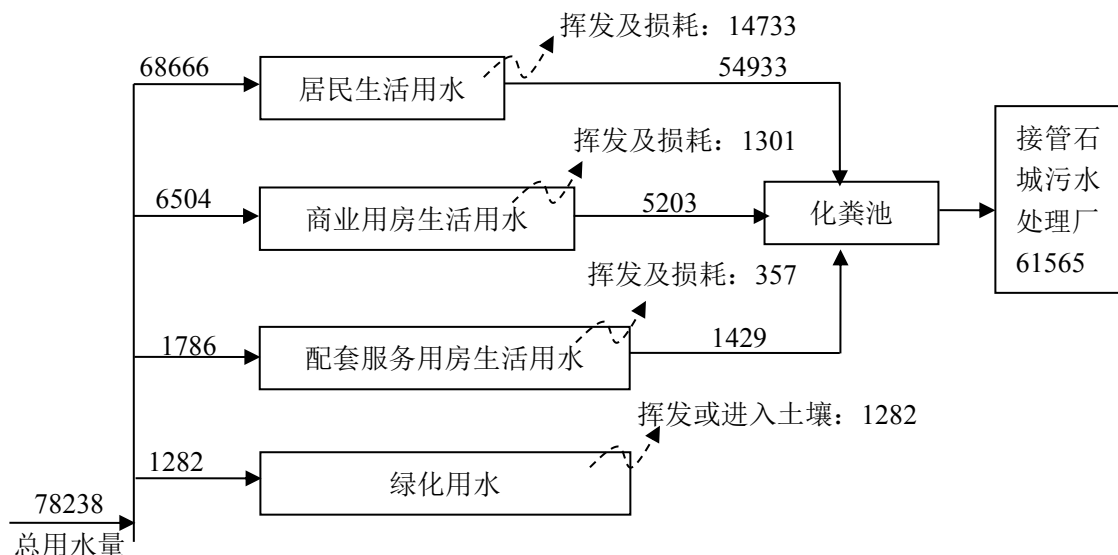 挥发及损耗：14733
68666
居民生活用水
54933
挥发及损耗：1301
6504
商业用房生活用水
5203
化粪池
接管石
城污水
处理厂
61565
挥发及损耗：357
1786
配套服务用房生活用水
1429
挥发或进入土壤：1282
1282
绿化用水
78238
总用水量